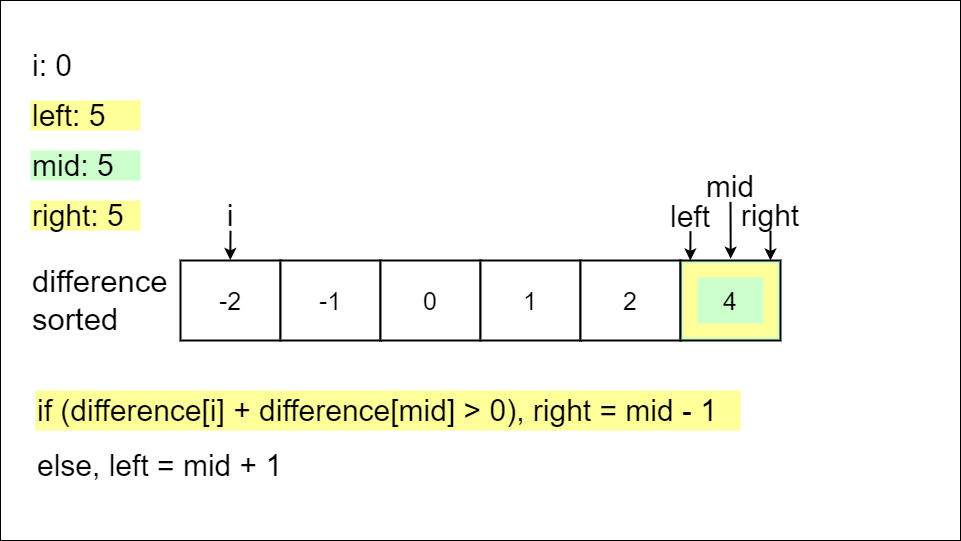 i: 0
left: 5
mid: 5
right: 5
i
mid
left right
difference
sorted
-2 -1 0 1 2 4
if (difference[i] + difference[mid] > 0), right = mid - 1
else, left = mid + 1